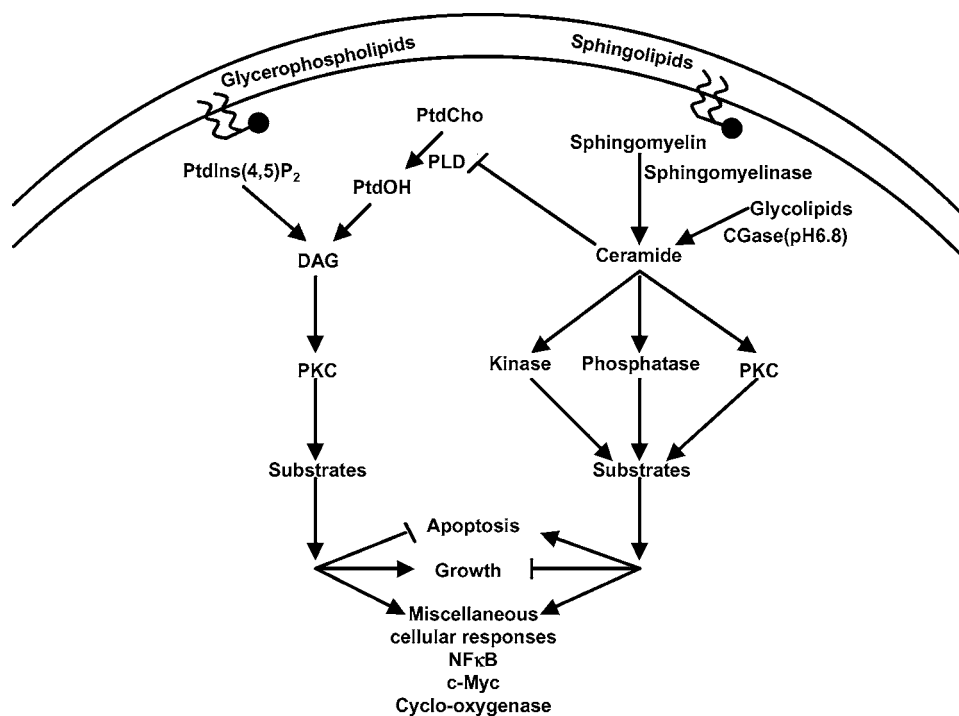 Glycerophospholipids
Sphingolipids
PtdCho
Sphingomyelin
PLD
PtdIns(4,5)P₂
Sphingomyelinase
PtdOH
Glycolipids
CGase(pH6.8)
DAG
Ceramide
Kinase
Phosphatase
PKC
PKC
Substrates
Substrates
Apoptosis
Growth
Miscellaneous
cellular responses
NFκB
c-Myc
Cyclo-oxygenase